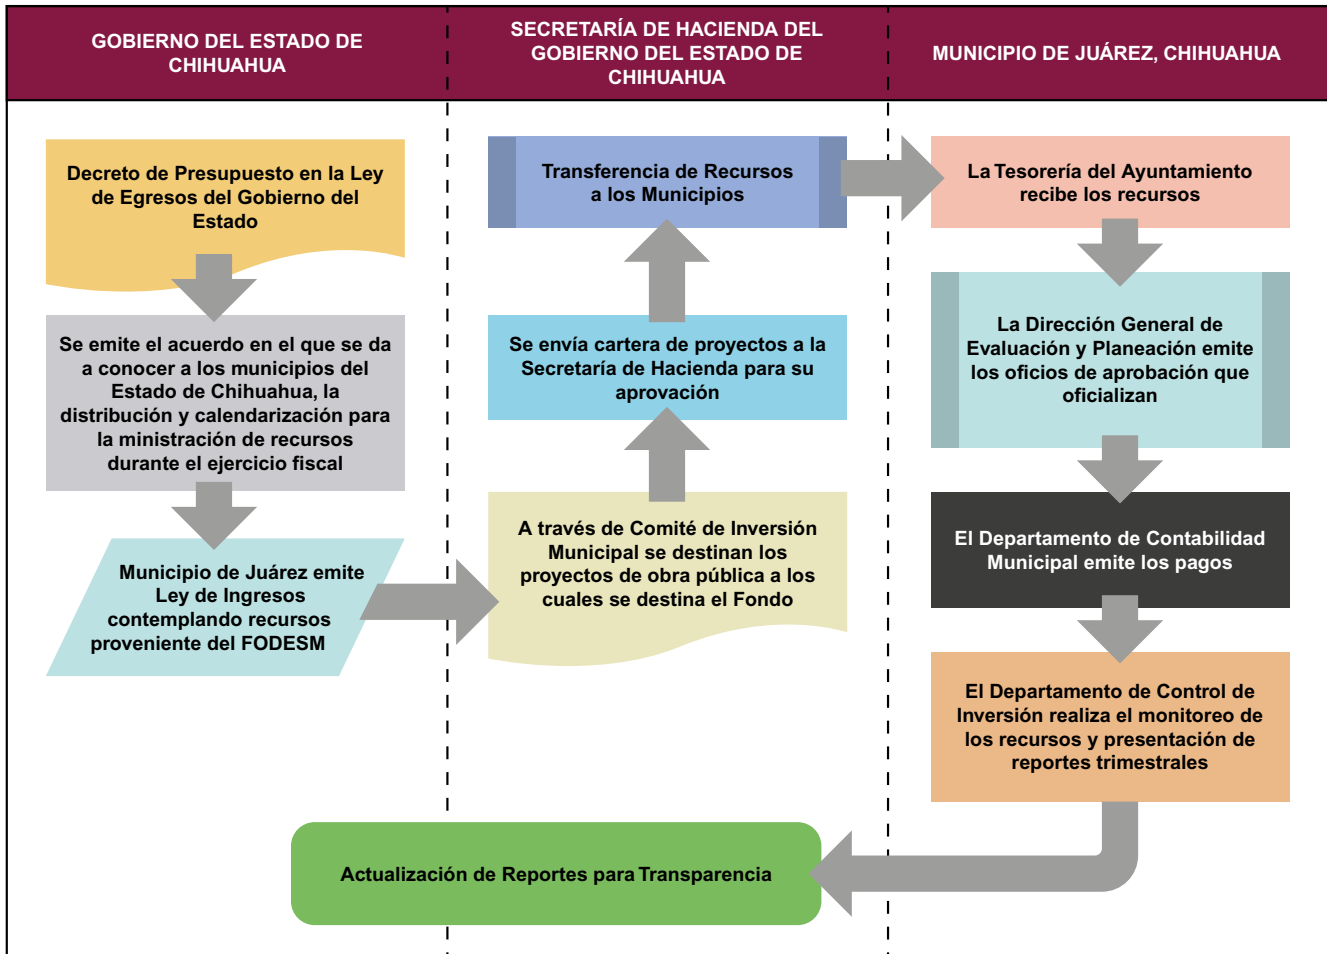 GOBIERNO DEL ESTADO DE
CHIHUAHUA
SECRETARÍA DE HACIENDA DEL
GOBIERNO DEL ESTADO DE
CHIHUAHUA
MUNICIPIO DE JUÁREZ, CHIHUAHUA
Decreto de Presupuesto en la Ley
de Egresos del Gobierno del
Estado
Se emite el acuerdo en el que se da
a conocer a los municipios del
Estado de Chihuahua, la
distribución y calendarización para
la ministración de recursos
durante el ejercicio fiscal
Municipio de Juárez emite
Ley de Ingresos
contemplando recursos
proveniente del FODESM
Transferencia de Recursos
a los Municipios
Se envía cartera de proyectos a la
Secretaría de Hacienda para su
aprovación
A través de Comité de Inversión
Municipal se destinan los
proyectos de obra pública a los
cuales se destina el Fondo
La Tesorería del Ayuntamiento
recibe los recursos
La Dirección General de
Evaluación y Planeación emite
los oficios de aprobación que
oficializan
El Departamento de Contabilidad
Municipal emite los pagos
El Departamento de Control de
Inversión realiza el monitoreo de
los recursos y presentación de
reportes trimestrales
Actualización de Reportes para Transparencia